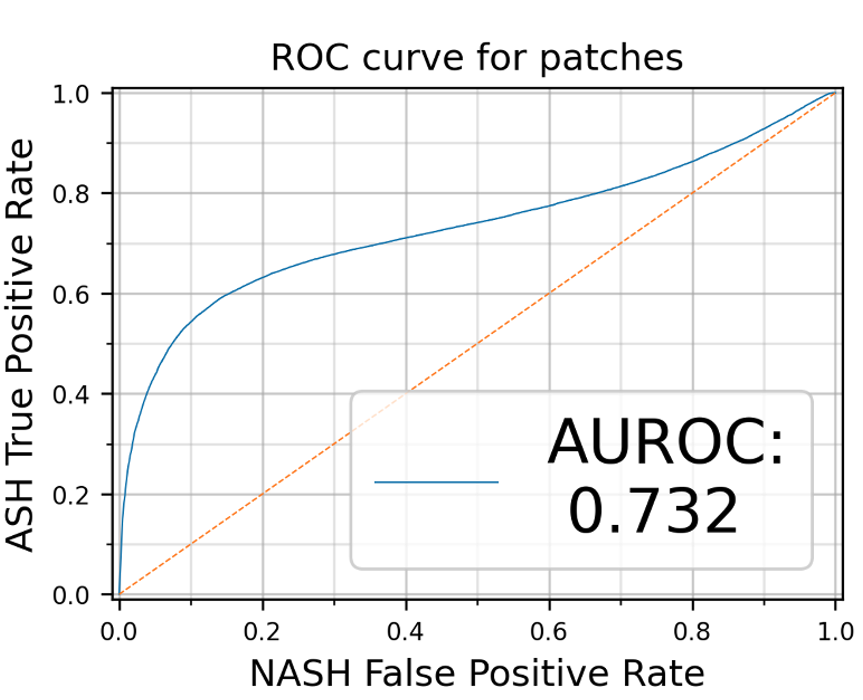 ROC curve for patches
1.0
0.8
0.6
0.4
0.2
0.0
ASH True Positive Rate
AUROC:
0.732
0.0 0.2 0.4 0.6 0.8 1.0
NASH False Positive Rate